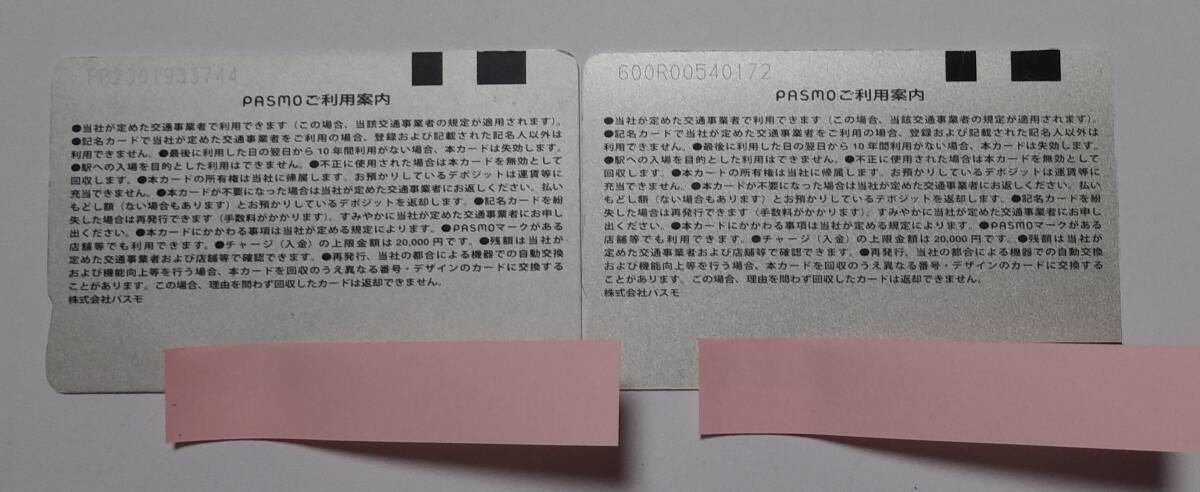 PB2301933744
PASMOご利用案内
●当社が定めた交通事業者で利用できます（この場合、当該交通事業者の規定が適用されます）。
●記名カードで当社が定めた交通事業者をご利用の場合、登録および記載された記名人以外は
利用できません。●最後に利用した日の翌日から10年間利用がない場合、本カードは失効します。
●駅への入場を目的とした利用はできません。●不正に使用された場合は本カードを無効として
回収します。●本カードの所有権は当社に帰属します。お預かりしているデポジットは運賃等に
充当できません。●本カードが不要になった場合は当社が定めた交通事業者にお返しください。払い
もどし額（ない場合もあります）とお預かりしているデポジットを返却します。●記名カードを紛
失した場合は再発行できます（手数料がかかります）。すみやかに当社が定めた交通事業者にお申し
出ください。●本カードにかかわる事項は当社が定める規定によります。●PASMOマークがある
店舗等でも利用できます。●チャージ（入金）の上限金額は20,000円です。●残額は当社が
定めた交通事業者および店舗等で確認できます。●再発行、当社の都合による機器での自動交換
および機能向上等を行う場合、本カードを回収のうえ異なる番号・デザインのカードに交換する
ことがあります。この場合、理由を問わず回収したカードは返却できません。
株式会社パスモ
600R00540172
PASMOご利用案内
●当社が定めた交通事業者で利用できます（この場合、当該交通事業者の規定が適用されます）。
●記名カードで当社が定めた交通事業者をご利用の場合、登録および記載された記名人以外は
利用できません。●最後に利用した日の翌日から10年間利用がない場合、本カードは失効します。
●駅への入場を目的とした利用はできません。●不正に使用された場合は本カードを無効として
回収します。●本カードの所有権は当社に帰属します。お預かりしているデポジットは運賃等に
充当できません。●本カードが不要になった場合は当社が定めた交通事業者にお返しください。払い
もどし額（ない場合もあります）とお預かりしているデポジットを返却します。●記名カードを紛
失した場合は再発行できます（手数料がかかります）。すみやかに当社が定めた交通事業者にお申し
出ください。●本カードにかかわる事項は当社が定める規定によります。●PASMOマークがある
店舗等でも利用できます。●チャージ（入金）の上限金額は20,000円です。●残額は当社が
定めた交通事業者および店舗等で確認できます。●再発行、当社の都合による機器での自動交換
および機能向上等を行う場合、本カードを回収のうえ異なる番号・デザインのカードに交換する
ことがあります。この場合、理由を問わず回収したカードは返却できません。
株式会社パスモ